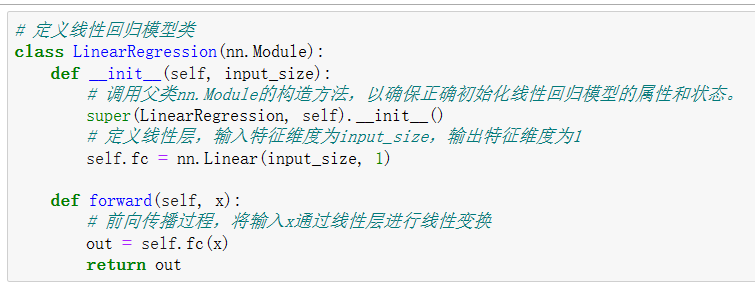 # 定义线性回归模型类
class LinearRegression(nn.Module):
    def __init__(self, input_size):
        # 调用父类nn.Module的构造方法，以确保正确初始化线性回归模型的属性和状态。
        super(LinearRegression, self).__init__()
        # 定义线性层，输入特征维度为input_size，输出特征维度为1
        self.fc = nn.Linear(input_size, 1)
    def forward(self, x):
        # 前向传播过程，将输入x通过线性层进行线性变换
        out = self.fc(x)
        return out